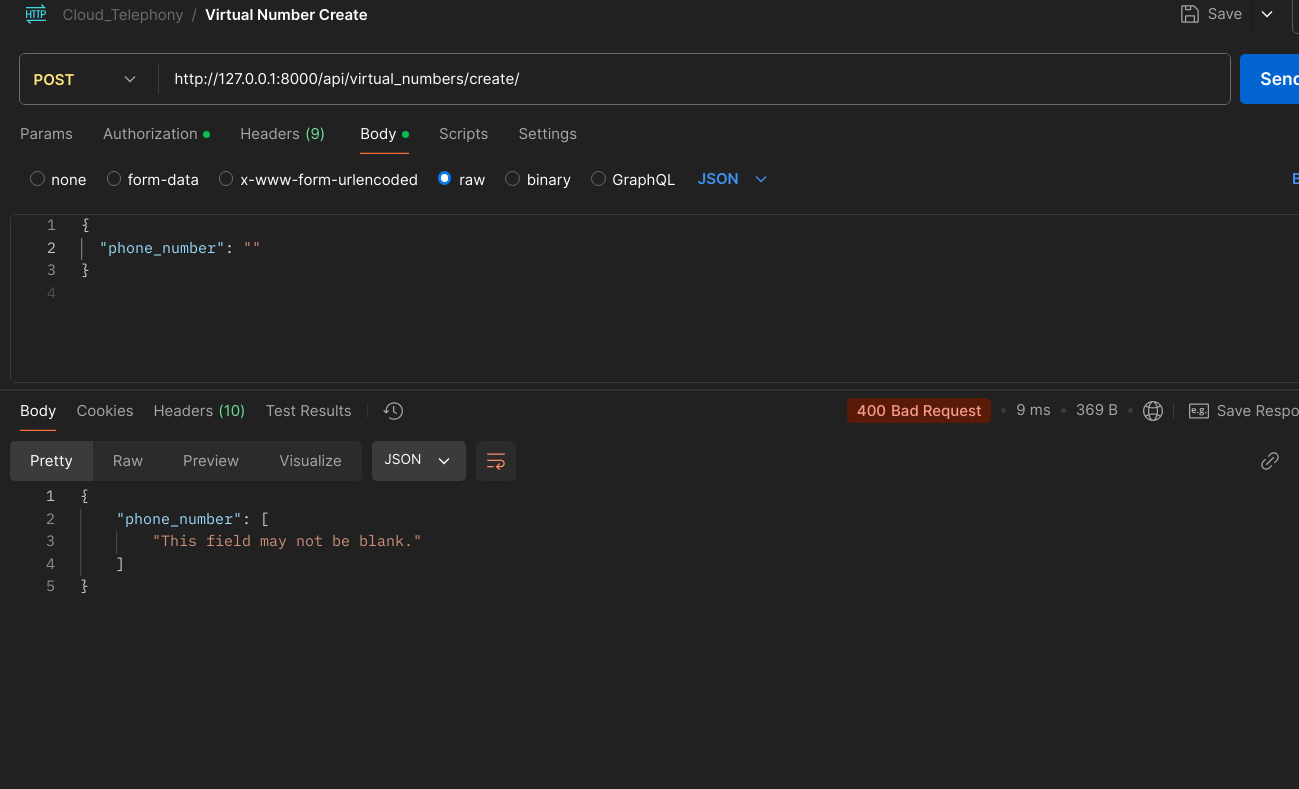 HTTP Cloud_Telephony / Virtual Number Create Save
POST http://127.0.0.1:8000/api/virtual_numbers/create/ Send
Params Authorization Headers (9) Body Scripts Settings
none form-data x-www-form-urlencoded raw binary GraphQL JSON B
1 {
2 "phone_number": ""
3 }
4
Body Cookies Headers (10) Test Results 400 Bad Request 9 ms 369 B e.g. Save Respo
Pretty Raw Preview Visualize JSON
1 {
2 "phone_number": [
3 "This field may not be blank."
4 ]
5 }